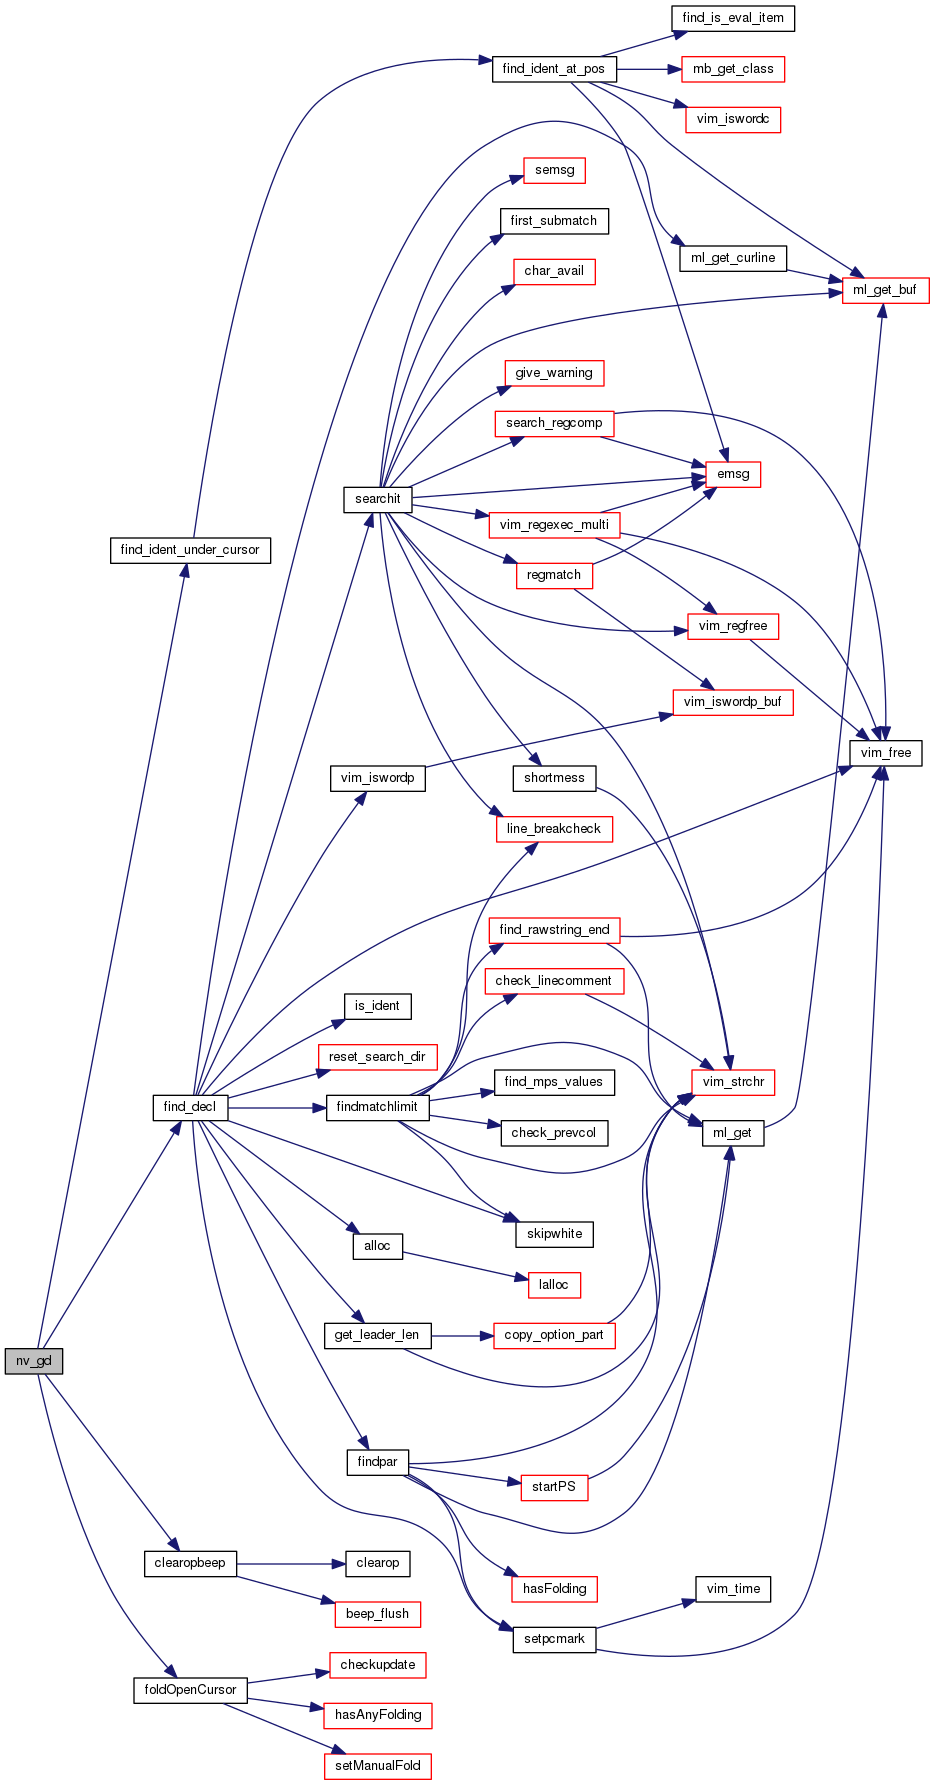 find_is_eval_item
find_ident_at_pos
mb_get_class
vim_iswordc
semsg
first_submatch
ml_get_curline
char_avail
ml_get_buf
give_warning
search_regcomp
emsg
searchit
vim_regexec_multi
find_ident_under_cursor
regmatch
vim_regfree
vim_iswordp_buf
vim_free
vim_iswordp
shortmess
line_breakcheck
find_rawstring_end
check_linecomment
is_ident
reset_search_dir
find_mps_values
vim_strchr
find_decl
findmatchlimit
check_prevcol
ml_get
skipwhite
alloc
lalloc
get_leader_len
copy_option_part
nv_gd
findpar
startPS
clearopbeep
clearop
hasFolding
vim_time
beep_flush
setpcmark
checkupdate
foldOpenCursor
hasAnyFolding
setManualFold